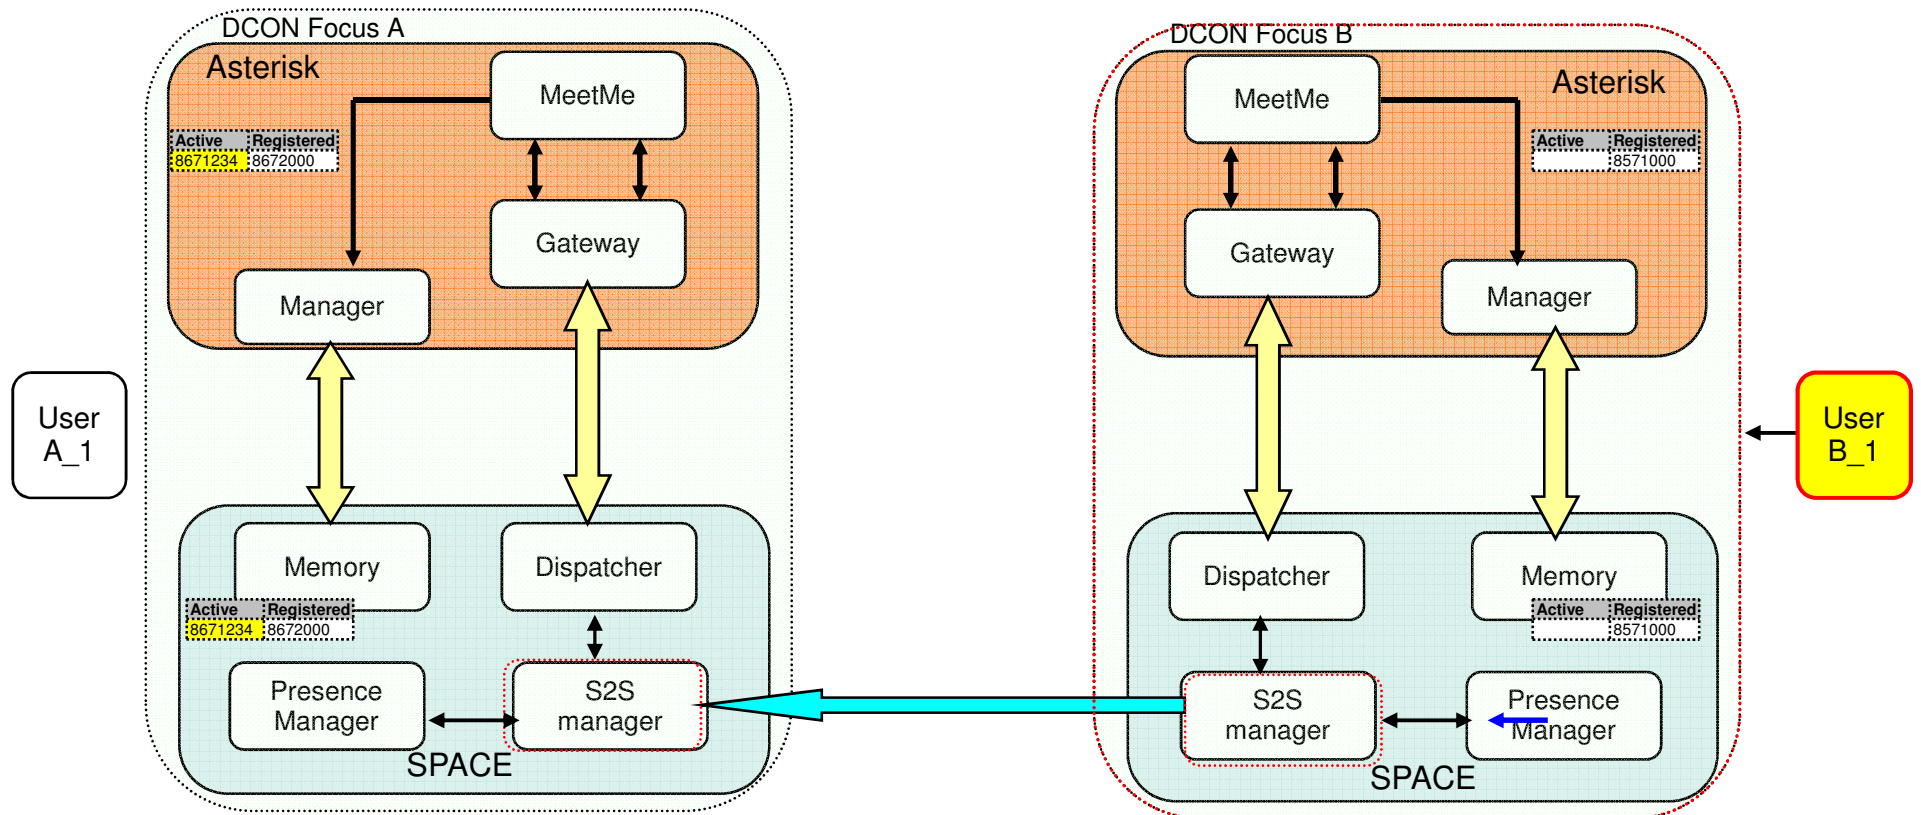 DCON Focus A
Asterisk
MeetMe
Active Registered
8671234 8672000
Gateway
Manager
User
A_1
Memory
Dispatcher
Active Registered
8671234 8672000
Presence
Manager
S2S
manager
SPACE
DCON Focus B
MeetMe
Asterisk
Active Registered
8571000
Gateway
Manager
User
B_1
Dispatcher
Memory
Active Registered
8571000
S2S
manager
Presence
Manager
SPACE